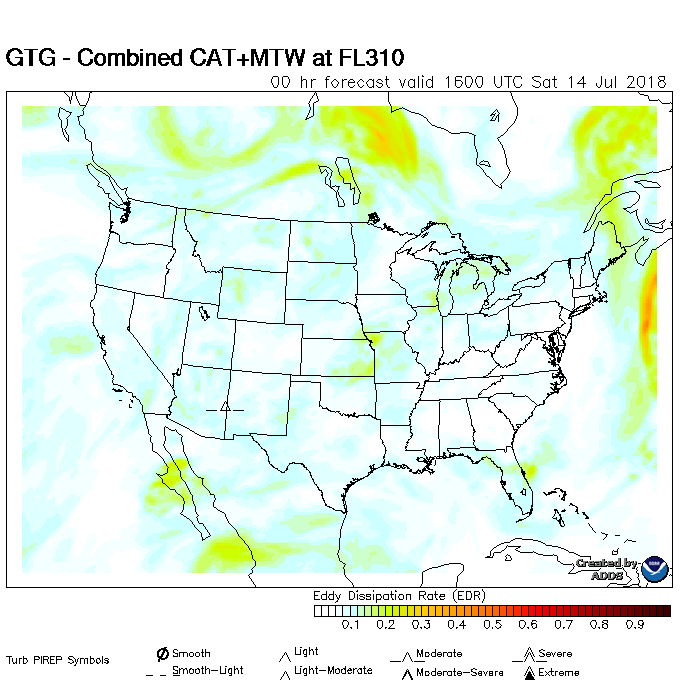 GTG - Combined CAT+MTW at FL310
00 hr forecast valid 1600 UTC Sat 14 Jul 2018
Created by
ADDS
Eddy Dissipation Rate (EDR)
0.1 0.2 0.3 0.4 0.5 0.6 0.7 0.8 0.9
Turb PIREP Symbols
Smooth Light Moderate Severe
Smooth-Light Light-Moderate Moderate-Severe Extreme